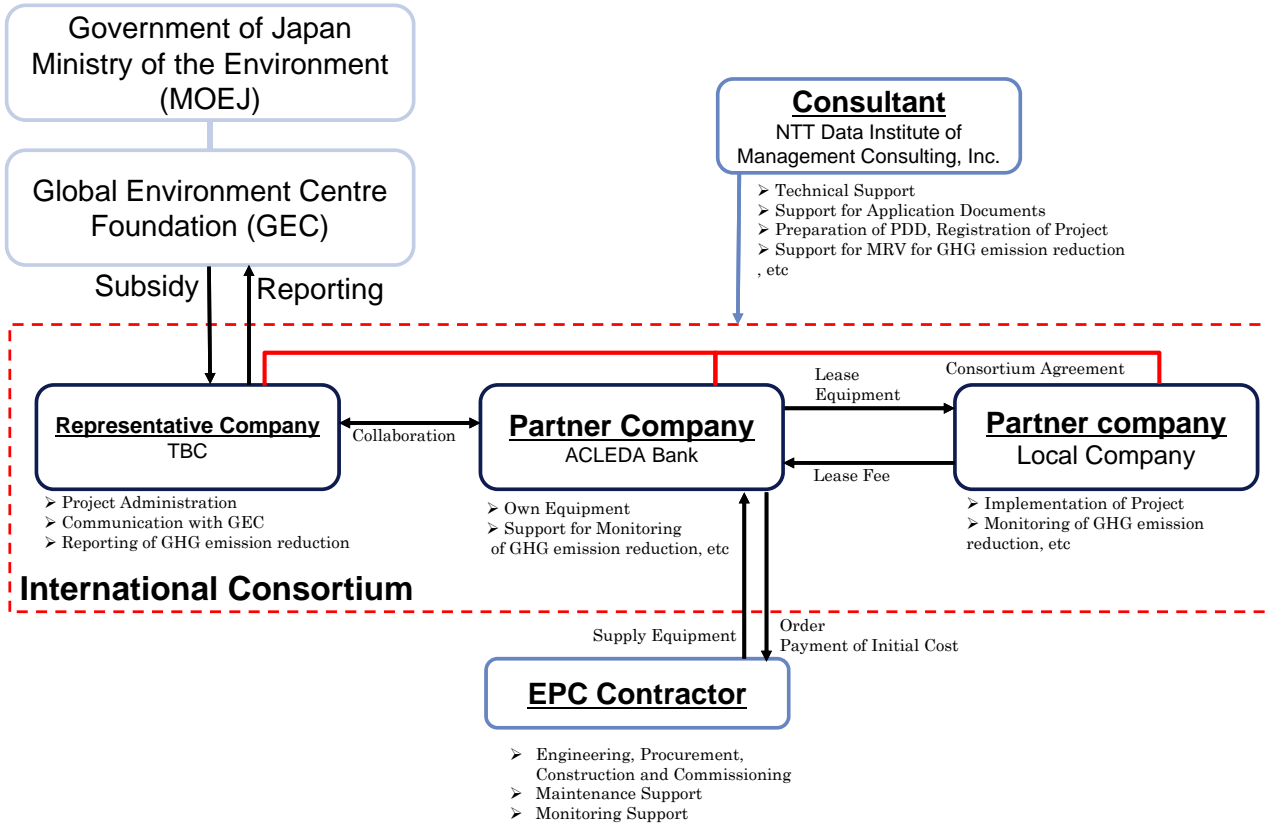 Government of Japan
Ministry of the Environment
(MOEJ)
Global Environment Centre
Foundation (GEC)
Subsidy
Reporting
Consultant
NTT Data Institute of
Management Consulting, Inc.
➢ Technical Support
➢ Support for Application Documents
➢ Preparation of PDD, Registration of Project
➢ Support for MRV for GHG emission reduction
, etc
Consortium Agreement
Representative Company
TBC
➢ Project Administration
➢ Communication with GEC
➢ Reporting of GHG emission reduction
Collaboration
Partner Company
ACLEDA Bank
➢ Own Equipment
➢ Support for Monitoring
of GHG emission reduction, etc
Lease
Equipment
Lease Fee
Partner company
Local Company
➢ Implementation of Project
➢ Monitoring of GHG emission
reduction, etc
International Consortium
Supply Equipment
Order
Payment of Initial Cost
EPC Contractor
➢ Engineering, Procurement,
Construction and Commissioning
➢ Maintenance Support
➢ Monitoring Support